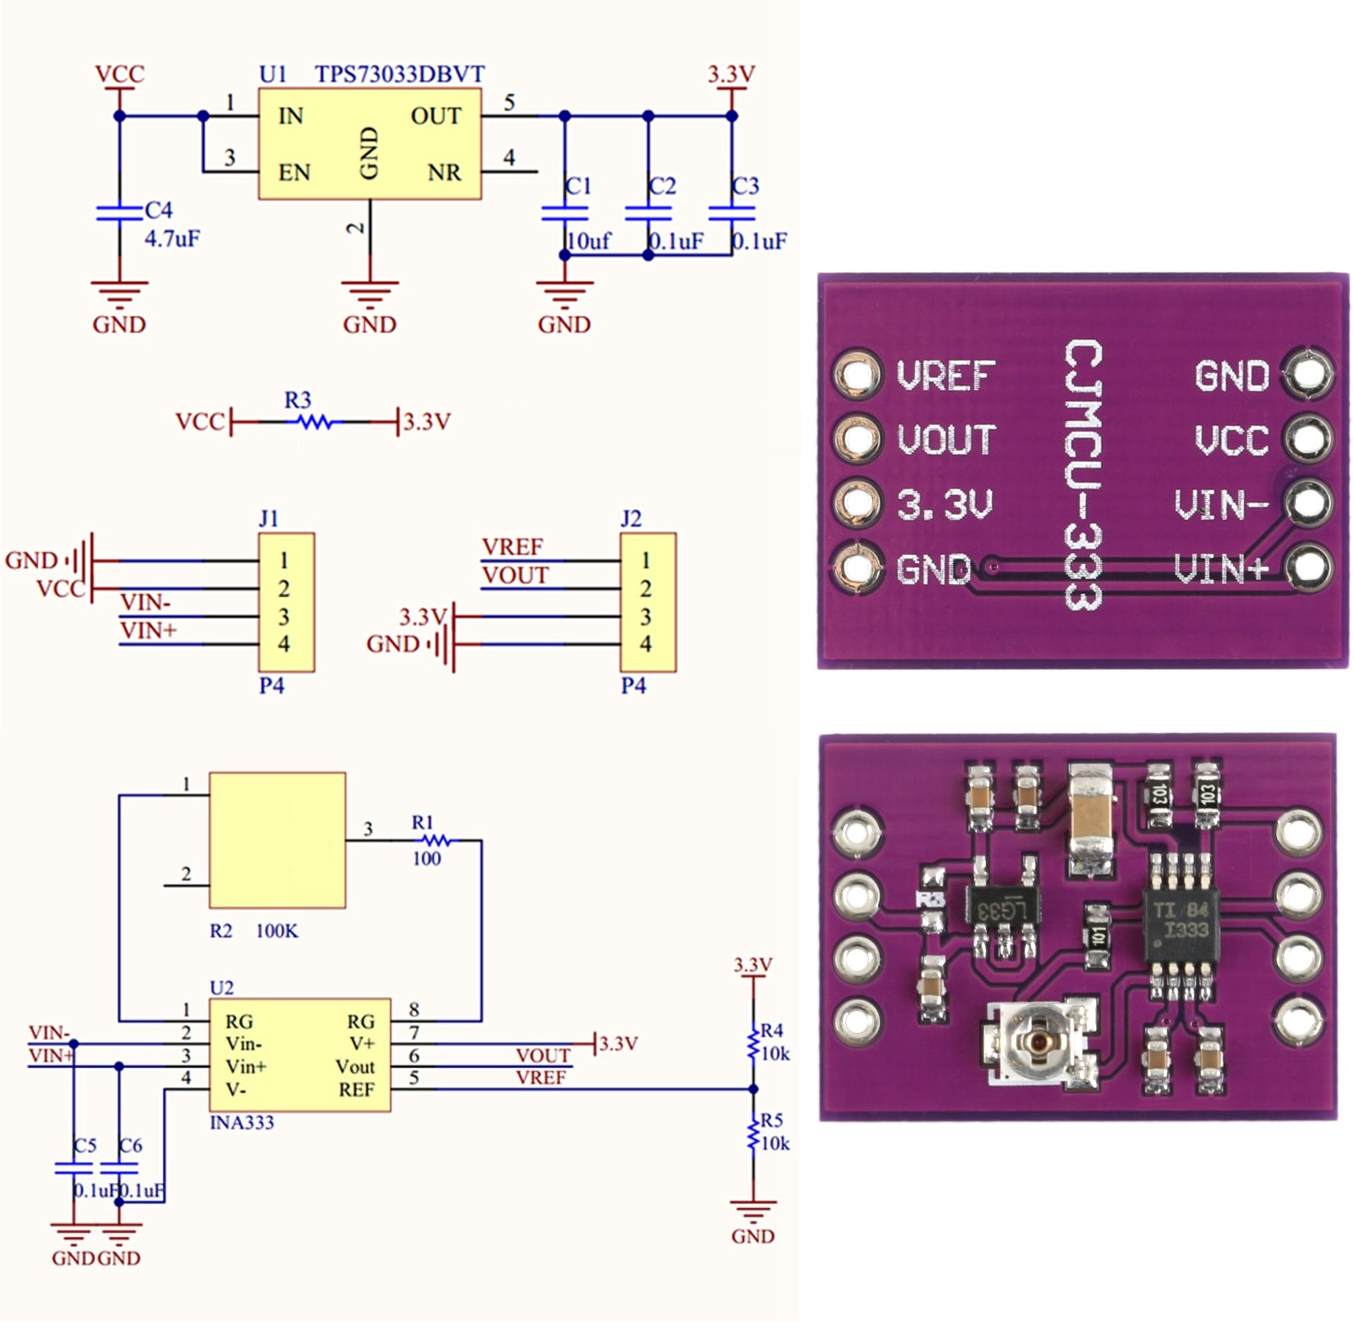 VCC
U1 TPS73033DBVT
3.3V
1 IN OUT 5
GND
3 EN NR 4
2
C4
4.7uF
C1 C2 C3
10uf 0.1uF 0.1uF
GND GND GND
R3
VCC 3.3V
J1
GND 1
VCC 2
VIN- 3
VIN+ 4
P4
J2
VREF 1
VOUT 2
3.3V 3
GND 4
P4
1
2
3
R1
100
R2 100K
U2
1 RG RG 8
VIN- 2 Vin- V+ 7 3.3V
VIN+ 3 Vin+ Vout 6 VOUT
4 V- REF 5 VREF
INA333
C5 C6
0.1uF 0.1uF
GND GND
3.3V
R4
10k
R5
10k
GND
VREF GND
VOUT VCC
3.3V VIN-
GND VIN+
CJMCU-333
103 103
R3
LG33
101
TI 84
I333